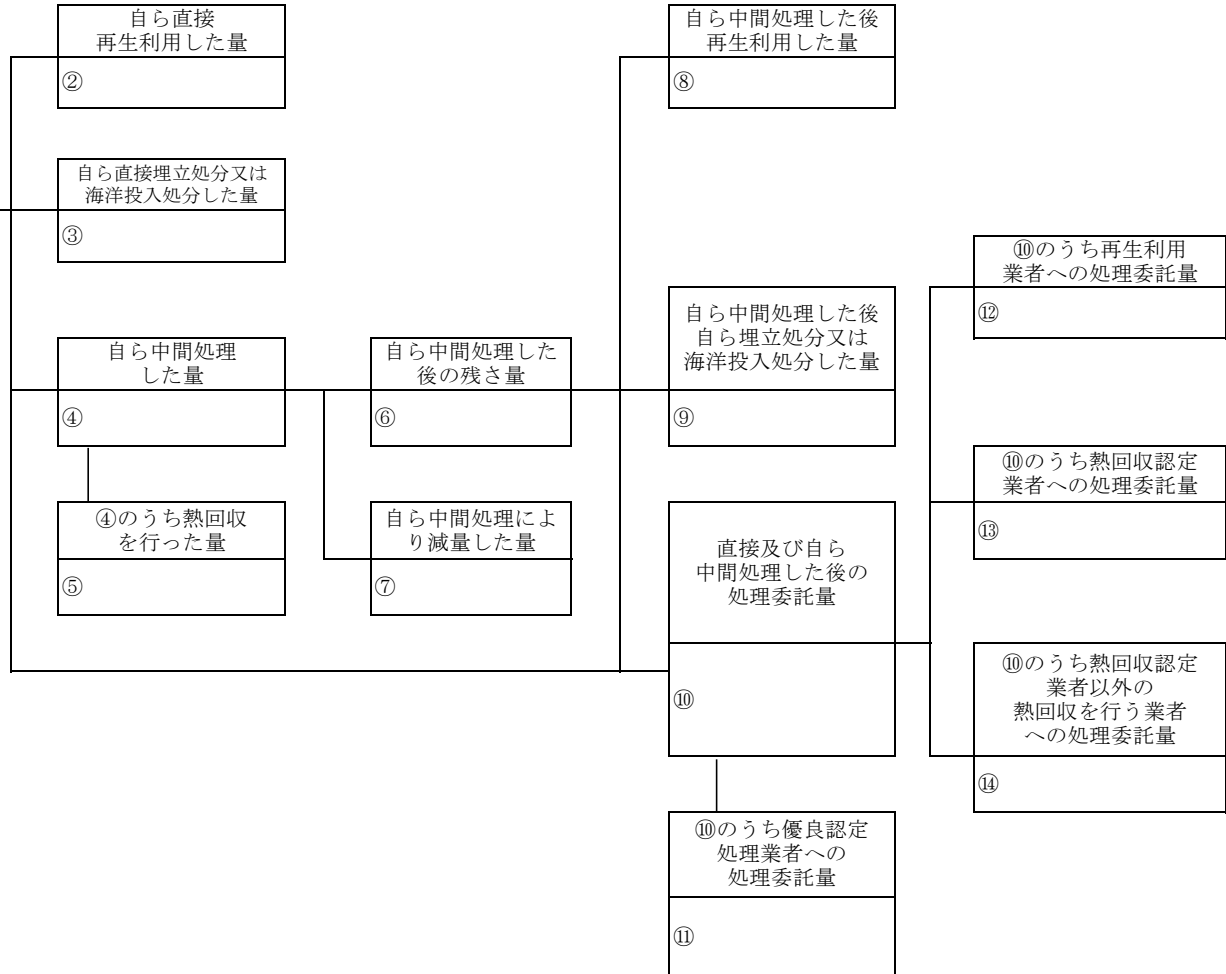 自ら直接
再生利用した量
②
自ら直接埋立処分又は
海洋投入処分した量
③
自ら中間処理
した量
④
④のうち熱回収
を行った量
⑤
自ら中間処理した
後の残さ量
⑥
自ら中間処理によ
り減量した量
⑦
自ら中間処理した後
再生利用した量
⑧
自ら中間処理した後
自ら埋立処分又は
海洋投入処分した量
⑨
直接及び自ら
中間処理した後の
処理委託量
⑩
⑩のうち優良認定
処理業者への
処理委託量
⑪
⑩のうち再生利用
業者への処理委託量
⑫
⑩のうち熱回収認定
業者への処理委託量
⑬
⑩のうち熱回収認定
業者以外の
熱回収を行う業者
への処理委託量
⑭